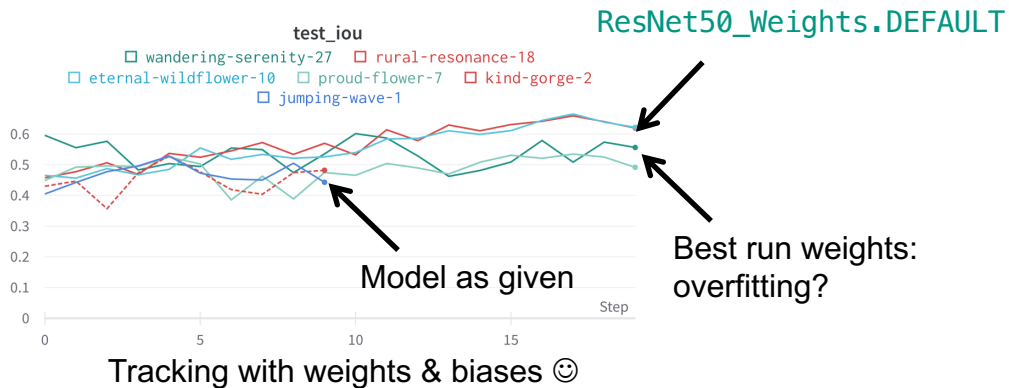 ResNet50_Weights.DEFAULT
test_iou
wandering-serenity-27 rural-resonance-18
eternal-wildflower-10 proud-flower-7 kind-gorge-2
jumping-wave-1
0.6
0.5
0.4
0.3
0.2
0.1
0
Step
0 5 10 15
Model as given
Best run weights:
overfitting?
Tracking with weights & biases ☺